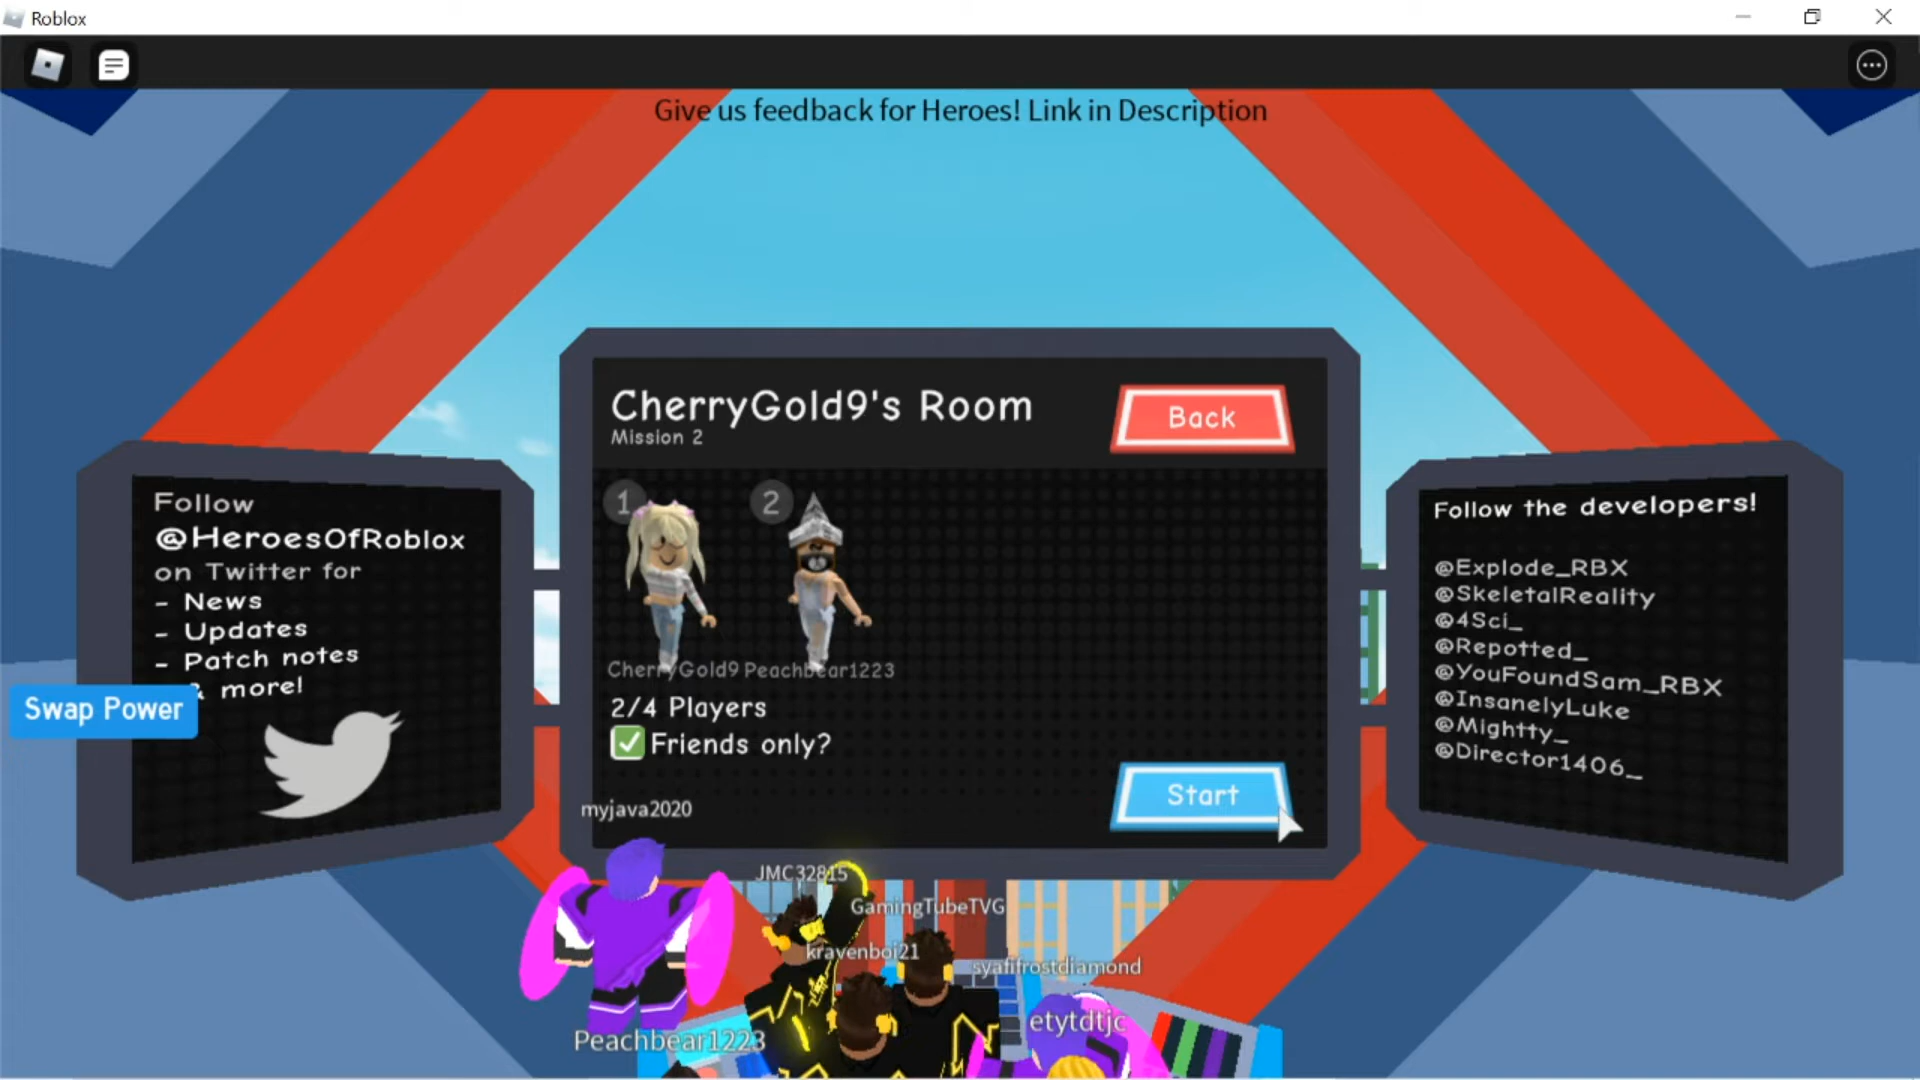 Roblox
Give us feedback for Heroes! Link in Description
CherryGold9's Room
Mission 2
Back
1
2
CherryGold9
Peachbear1223
2/4 Players
Friends only?
Start
Follow
@HeroesOfRoblox
on Twitter for
- News
- Updates
- Patch notes
& more!
Swap Power
Follow the developers!
@Explode_RBX
@SkeletalReality
@4Sci_
@Repotted_
@YouFoundSam_RBX
@InsanelyLuke
@Mightty_
@Director1406_
myjava2020
JMC32815
GamingTubeTVG
kravenboi21
syafifrostdiamond
etytdtjc
Peachbear1223